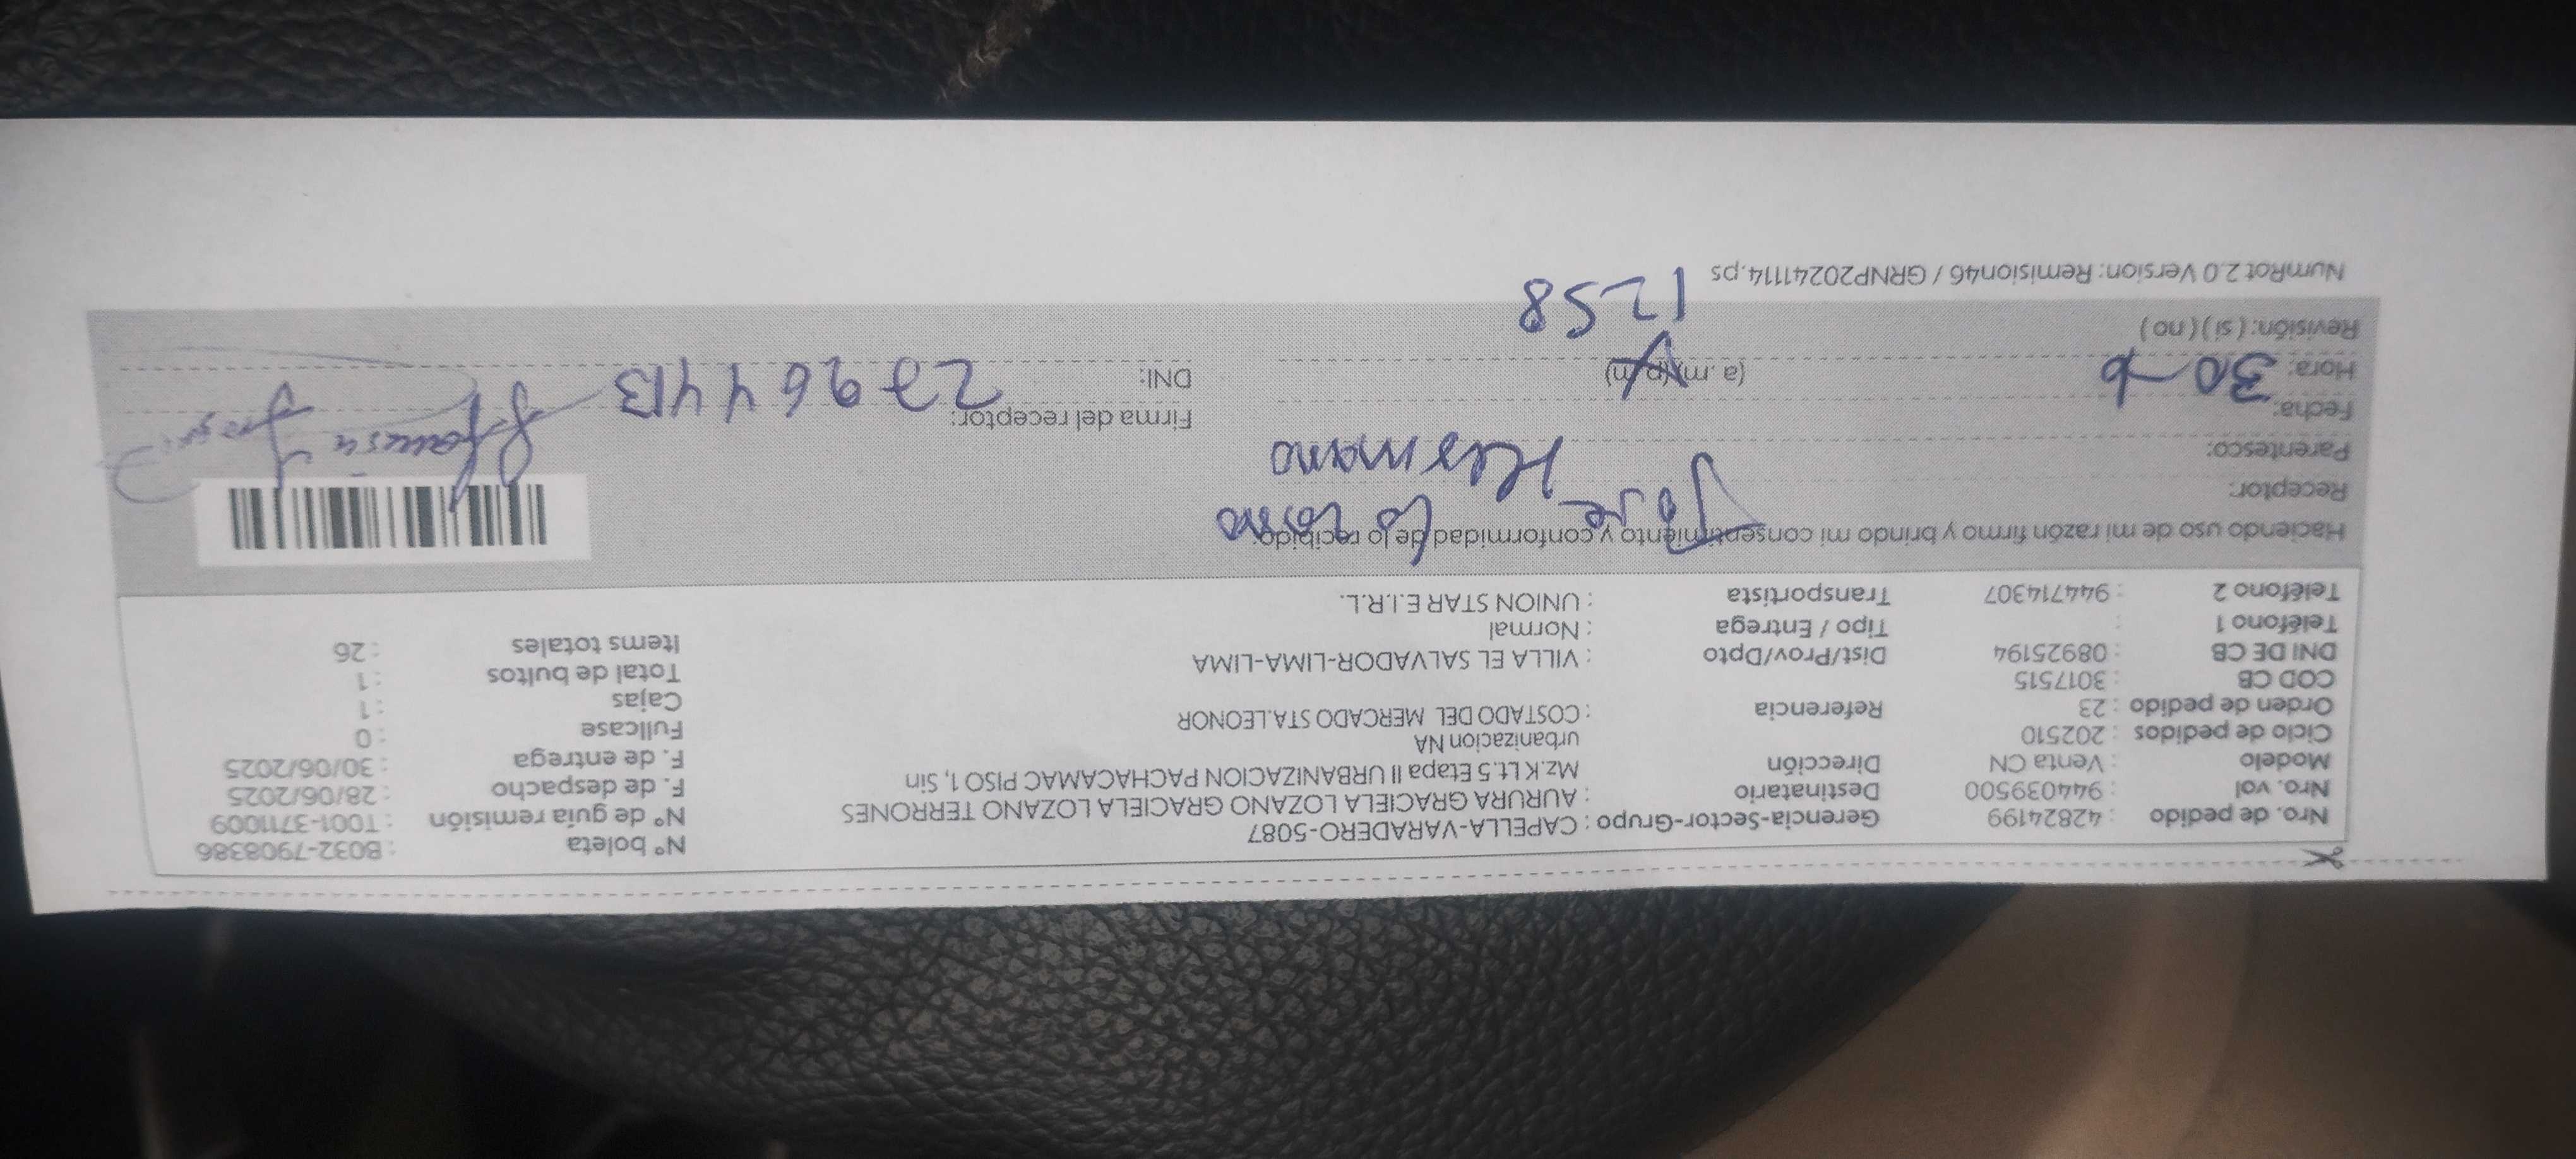 Nro. de pedido : 42824199 Gerencia-Sector-Grupo : CAPELLA-VARADERO-5087 N° boleta : B032-7908386
Nro. vol : 944039500 Destinatario : AURURA GRACIELA LOZANO GRACIELA LOZANO TERRONES N° de guía remisión : T001-3711009
Modelo : Venta CN Dirección Mz.K Lt.5 Etapa II URBANIZACION PACHACAMAC PISO 1, Sin F. de despacho : 28/06/2025
Ciclo de pedidos : 202510 urbanizacion NA F. de entrega : 30/06/2025
Orden de pedido : 23 Referencia : COSTADO DEL MERCADO STA.LEONOR Fullcase : 0
COD CB : 3017515 Cajas : 1
DNI DE CB : 08925194 Dist/Prov/Dpto : VILLA EL SALVADOR-LIMA-LIMA Total de bultos : 1
Teléfono 1 : Tipo / Entrega : Normal Items totales : 26
Teléfono 2 : 944714307 Transportista : UNION STAR E.I.R.L.
Haciendo uso de mi razón firmo y brindo mi consentimiento y conformidad de lo recibido:
Receptor: Jose
Parentesco: Hermano
Fecha: 30-6 Firma del receptor:
Hora: (a.m) (p.m) 1258 DNI:
Revisión: ( si ) ( no )
NumRot 2.0 Version: Remision46 / GRNP20241114.ps